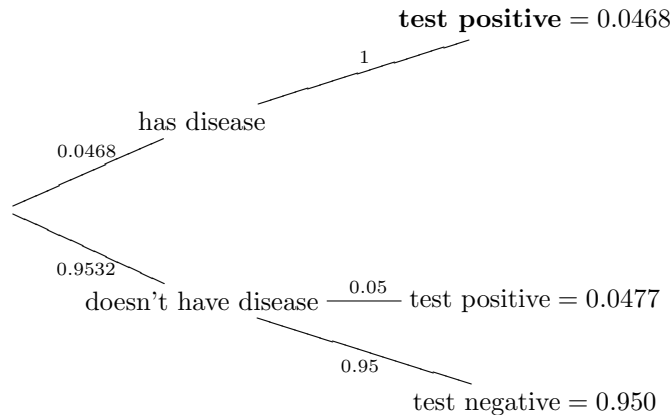 test positive = 0.0468
1
has disease
0.0468
0.9532
doesn't have disease
0.05
test positive = 0.0477
0.95
test negative = 0.950